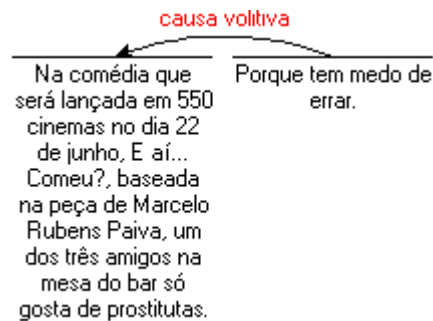 causa volitiva
Na comédia que
será lançada em 550
cinemas no dia 22
de junho, E aí...
Comeu?, baseada
na peça de Marcelo
Rubens Paiva, um
dos três amigos na
mesa do bar só
gosta de prostitutas.
Porque tem medo de
errar.